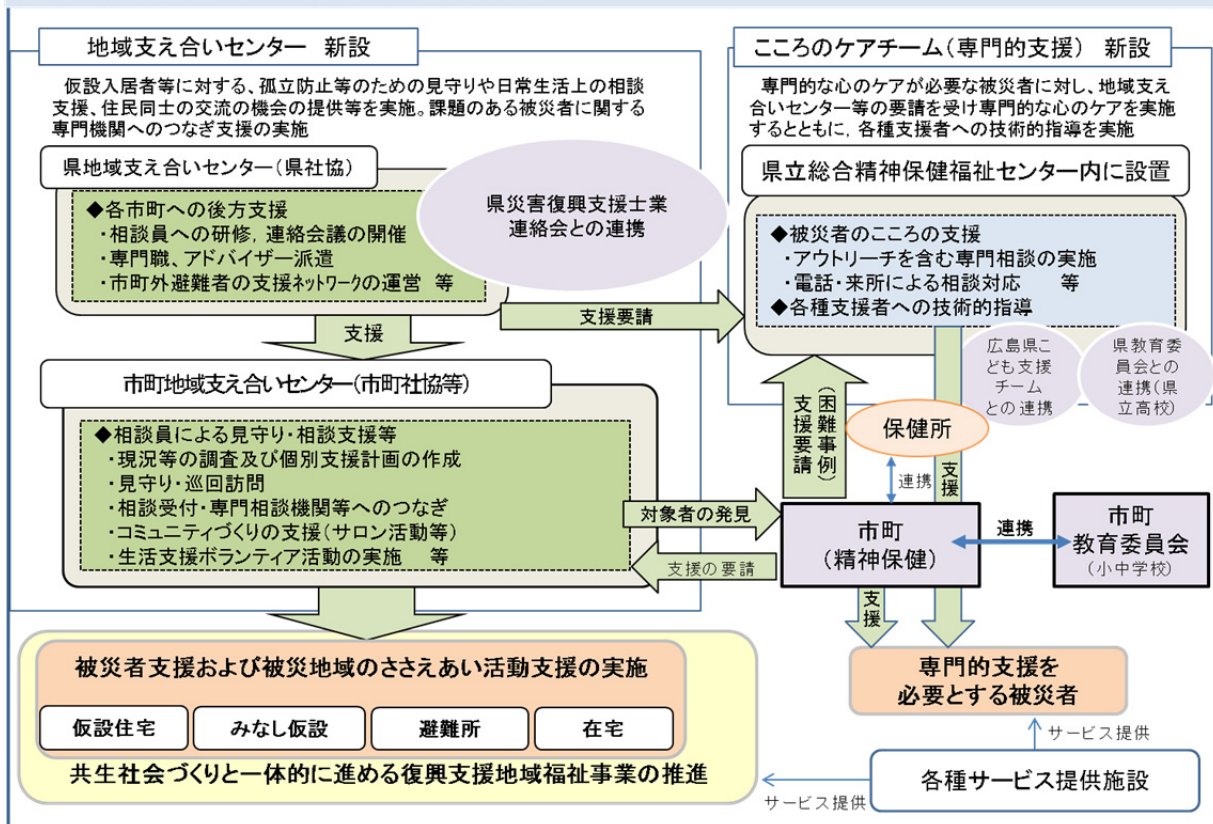 地域支え合いセンター 新設
仮設入居者等に対する、孤立防止等のための見守りや日常生活上の相談
支援、住民同士の交流の機会の提供等を実施。課題のある被災者に関する
専門機関へのつなぎ支援の実施
県地域支え合いセンター(県社協)
◆各市町への後方支援
・相談員への研修,連絡会議の開催
・専門職、アドバイザー派遣
・市町外避難者の支援ネットワークの運営 等
県災害復興支援士業
連絡会との連携
支援
支援要請
市町地域支え合いセンター(市町社協等)
◆相談員による見守り・相談支援等
・現況等の調査及び個別支援計画の作成
・見守り・巡回訪問
・相談受付・専門相談機関等へのつなぎ
・コミュニティづくりの支援(サロン活動等)
・生活支援ボランティア活動の実施 等
対象者の発見
支援の要請
被災者支援および被災地域のささえあい活動支援の実施
仮設住宅
みなし仮設
避難所
在宅
共生社会づくりと一体的に進める復興支援地域福祉事業の推進
こころのケアチーム(専門的支援) 新設
専門的な心のケアが必要な被災者に対し、地域支え
合いセンター等の要請を受け専門的な心のケアを実施
するとともに,各種支援者への技術的指導を実施
県立総合精神保健福祉センター内に設置
◆被災者のこころの支援
・アウトリーチを含む専門相談の実施
・電話・来所による相談対応 等
◆各種支援者への技術的指導
広島県こ
ども支援
チーム
との連携
県教育委
員会との
連携(県
立高校)
支援要請
(困難事例)
保健所
連携
支援
市町
(精神保健)
連携
市町
教育委員会
(小中学校)
支援
専門的支援を
必要とする被災者
サービス提供
各種サービス提供施設
サービス提供